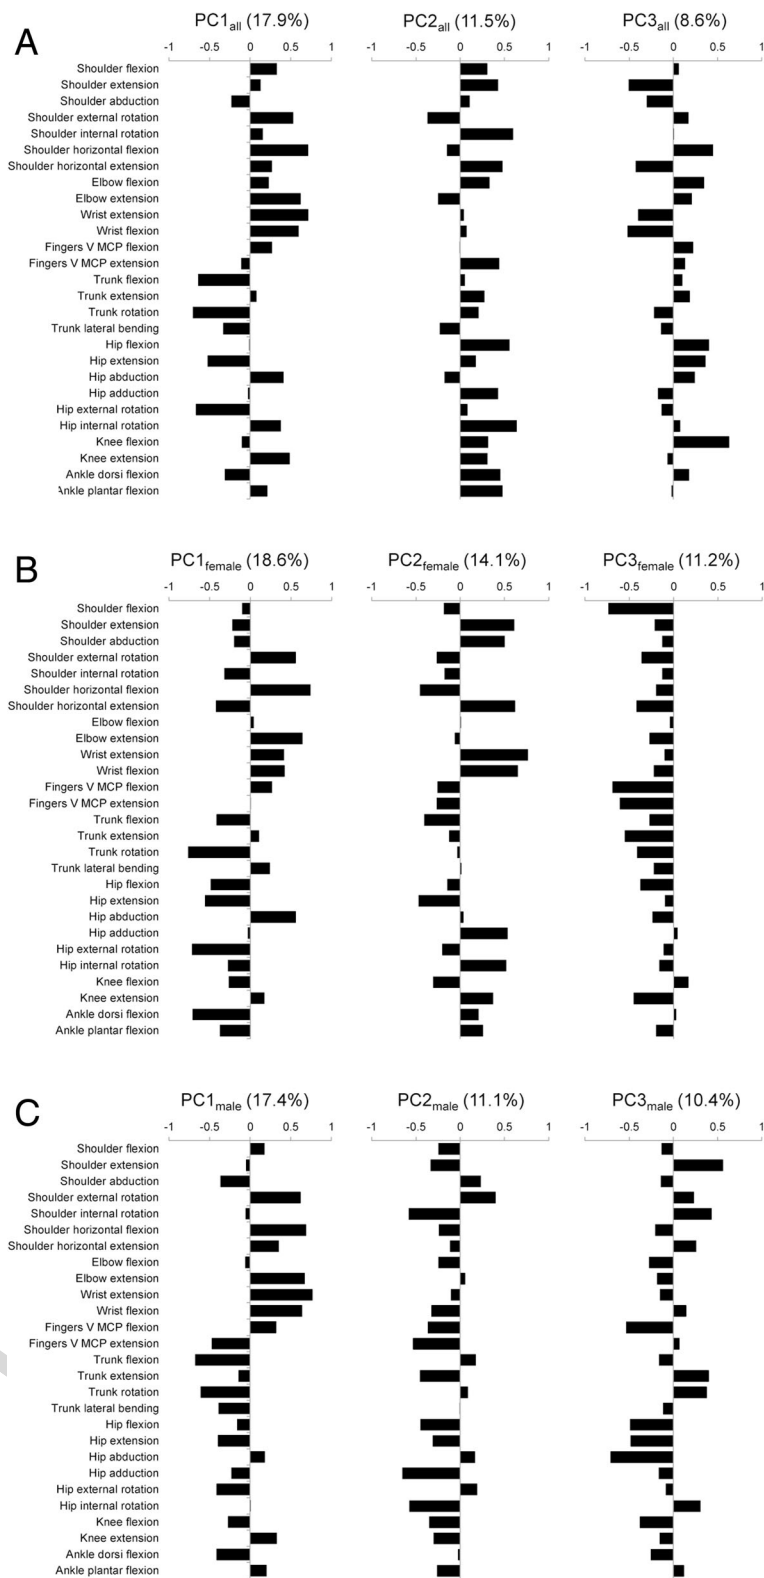 A
PC1all (17.9%) PC2all (11.5%) PC3all (8.6%)
-1 -0.5 0 0.5 1 -1 -0.5 0 0.5 1 -1 -0.5 0 0.5 1
Shoulder flexion
Shoulder extension
Shoulder abduction
Shoulder external rotation
Shoulder internal rotation
Shoulder horizontal flexion
Shoulder horizontal extension
Elbow flexion
Elbow extension
Wrist extension
Wrist flexion
Fingers V MCP flexion
Fingers V MCP extension
Trunk flexion
Trunk extension
Trunk rotation
Trunk lateral bending
Hip flexion
Hip extension
Hip abduction
Hip adduction
Hip external rotation
Hip internal rotation
Knee flexion
Knee extension
Ankle dorsi flexion
Ankle plantar flexion
B
PC1female (18.6%) PC2female (14.1%) PC3female (11.2%)
-1 -0.5 0 0.5 1 -1 -0.5 0 0.5 1 -1 -0.5 0 0.5 1
Shoulder flexion
Shoulder extension
Shoulder abduction
Shoulder external rotation
Shoulder internal rotation
Shoulder horizontal flexion
Shoulder horizontal extension
Elbow flexion
Elbow extension
Wrist extension
Wrist flexion
Fingers V MCP flexion
Fingers V MCP extension
Trunk flexion
Trunk extension
Trunk rotation
Trunk lateral bending
Hip flexion
Hip extension
Hip abduction
Hip adduction
Hip external rotation
Hip internal rotation
Knee flexion
Knee extension
Ankle dorsi flexion
Ankle plantar flexion
C
PC1male (17.4%) PC2male (11.1%) PC3male (10.4%)
-1 -0.5 0 0.5 1 -1 -0.5 0 0.5 1 -1 -0.5 0 0.5 1
Shoulder flexion
Shoulder extension
Shoulder abduction
Shoulder external rotation
Shoulder internal rotation
Shoulder horizontal flexion
Shoulder horizontal extension
Elbow flexion
Elbow extension
Wrist extension
Wrist flexion
Fingers V MCP flexion
Fingers V MCP extension
Trunk flexion
Trunk extension
Trunk rotation
Trunk lateral bending
Hip flexion
Hip extension
Hip abduction
Hip adduction
Hip external rotation
Hip internal rotation
Knee flexion
Knee extension
Ankle dorsi flexion
Ankle plantar flexion